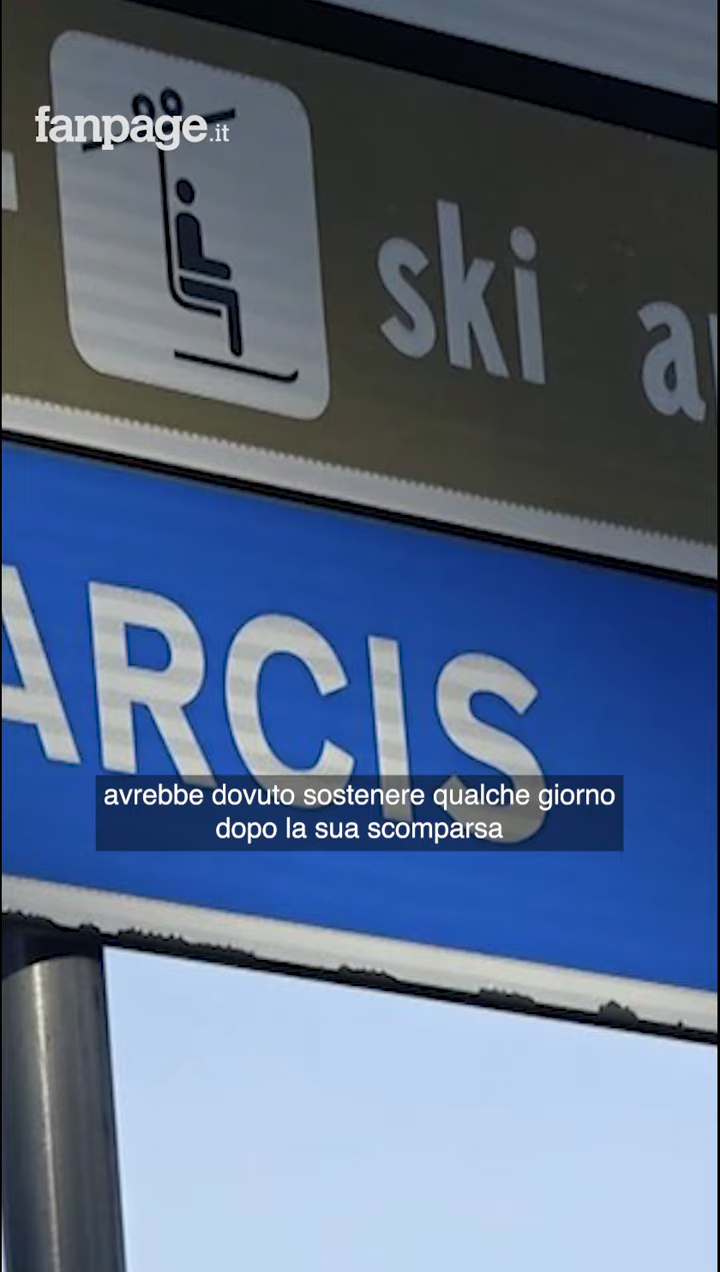 fanpage.it
ski
ARCIS
avrebbe dovuto sostenere qualche giorno
dopo la sua scomparsa